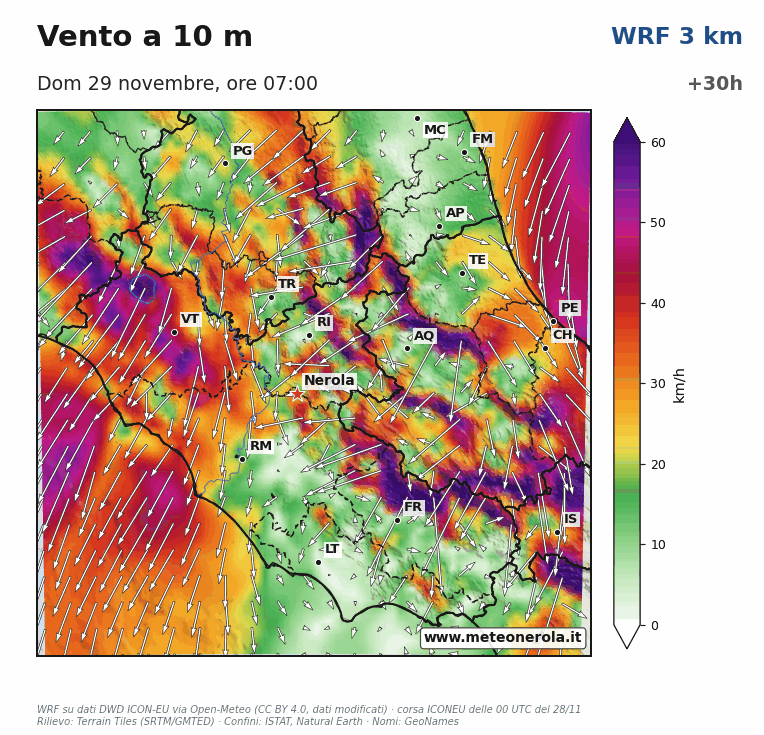 Vento a 10 m
WRF 3 km
Dom 29 novembre, ore 07:00
+30h
MC
FM
PG
AP
TE
TR
PE
VT
RI
AQ
CH
Nerola
RM
FR
IS
LT
www.meteonerola.it
60
50
40
30
20
10
0
km/h
WRF su dati DWD ICON-EU via Open-Meteo (CC BY 4.0, dati modificati) · corsa ICONEU delle 00 UTC del 28/11
Rilievo: Terrain Tiles (SRTM/GMTED) · Confini: ISTAT, Natural Earth · Nomi: GeoNames